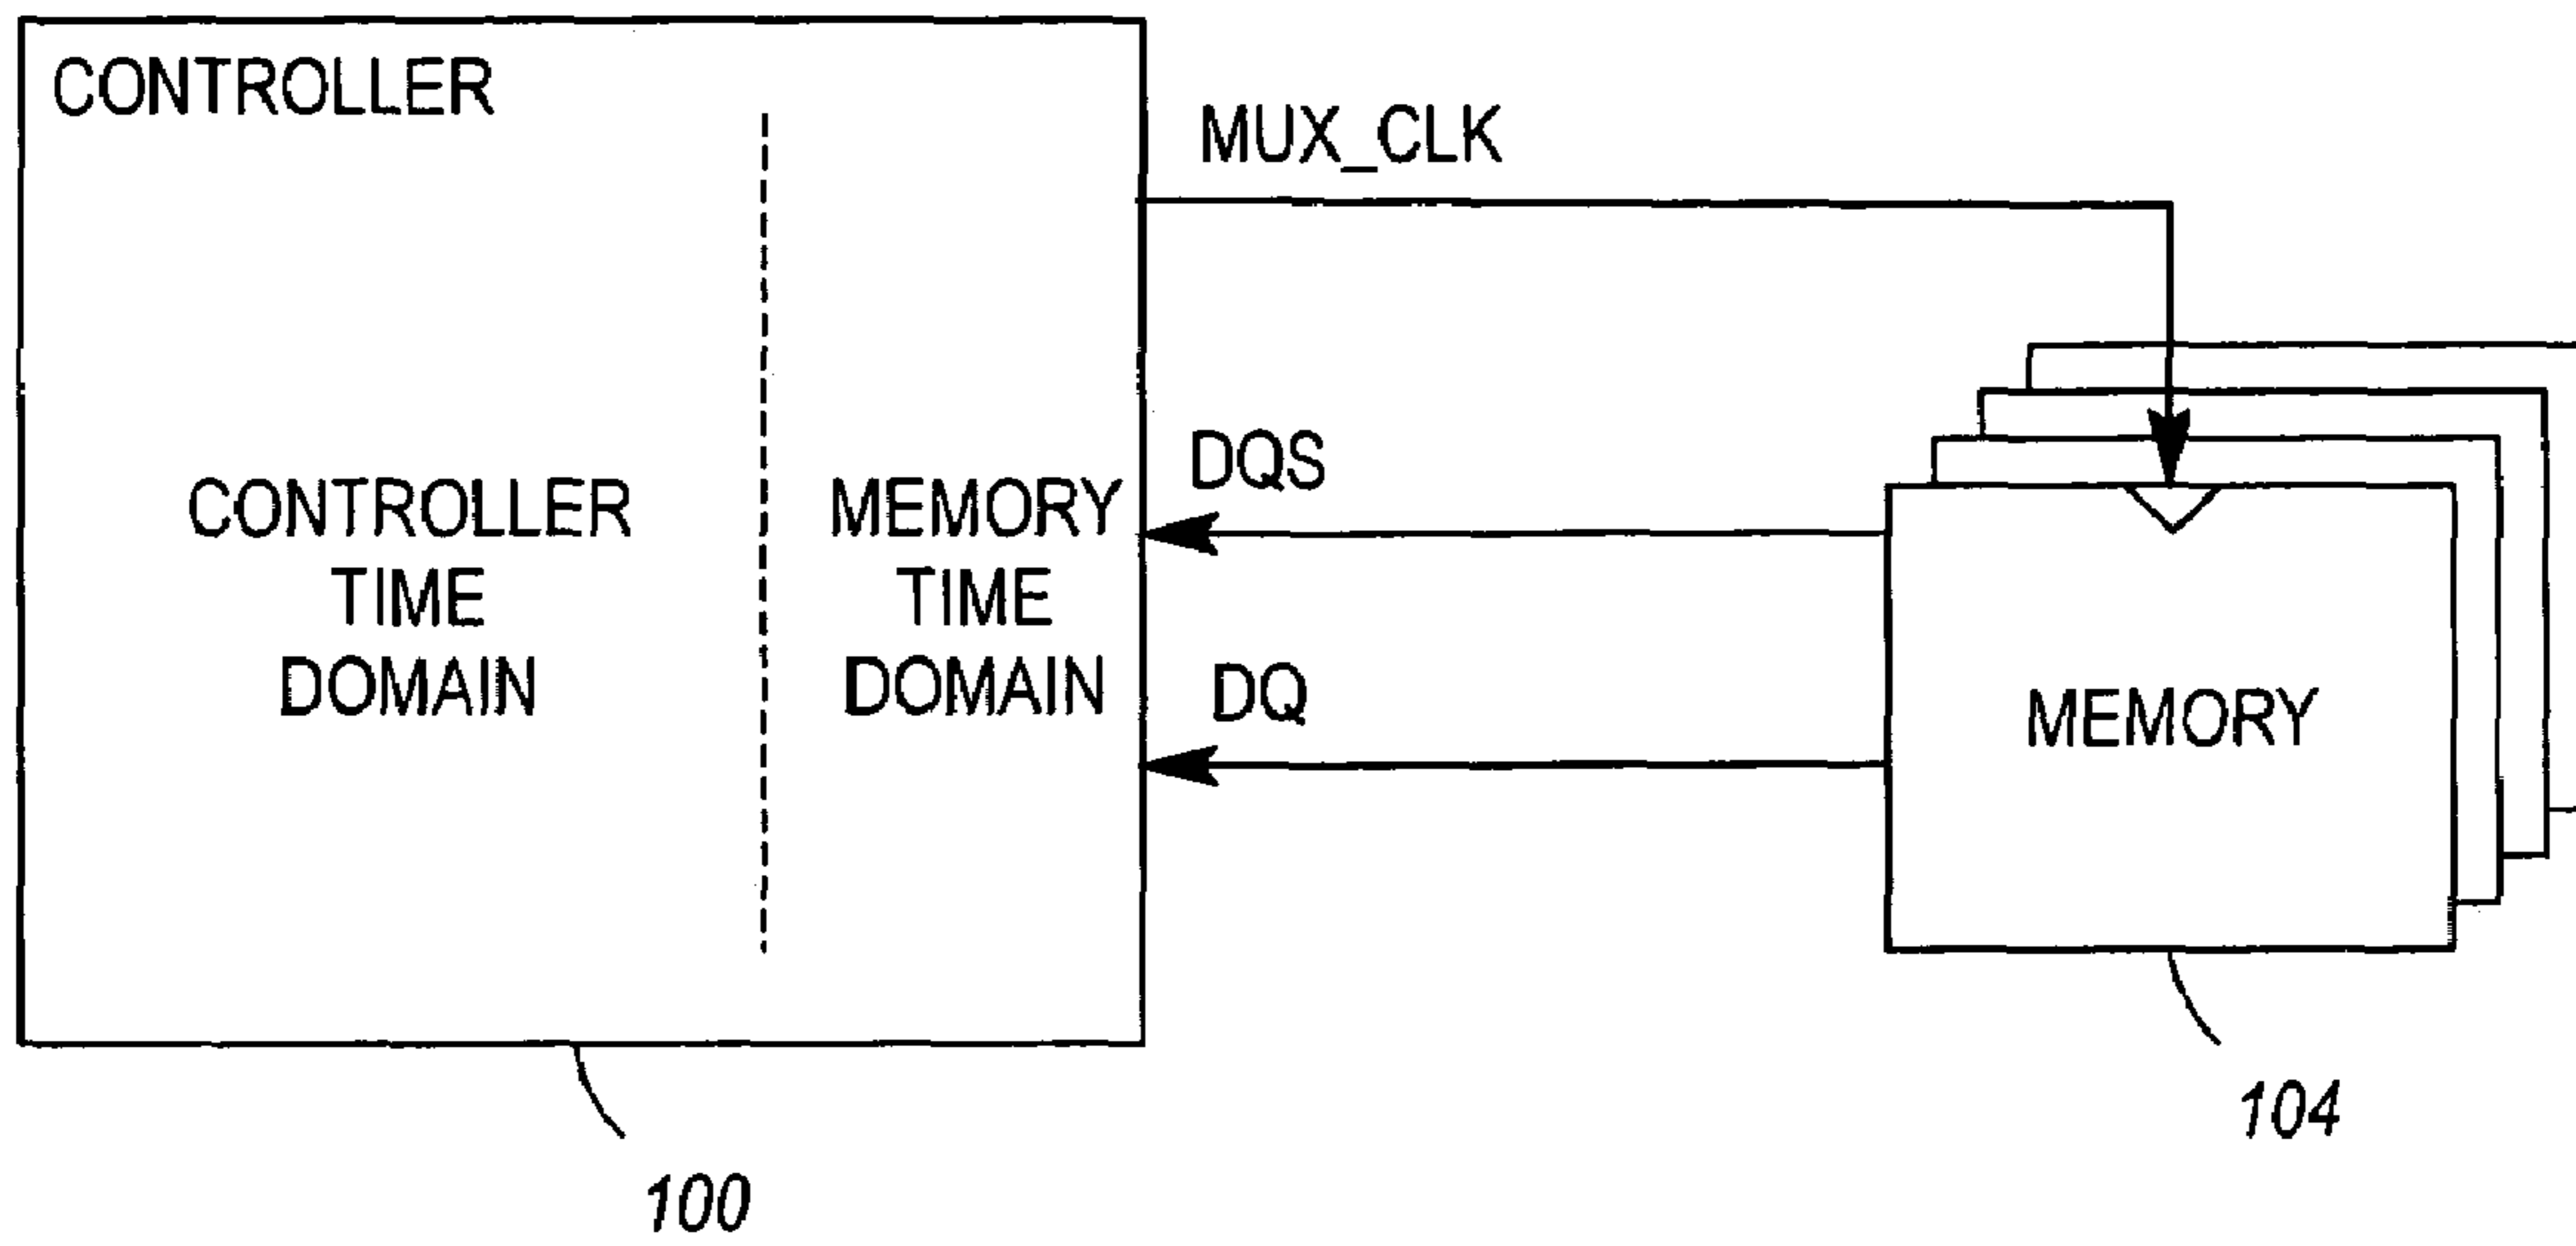 CONTROLLER
MUX_CLK
DQS
CONTROLLER
TIME
DOMAIN
MEMORY
TIME
DOMAIN
DQ
MEMORY
104
100